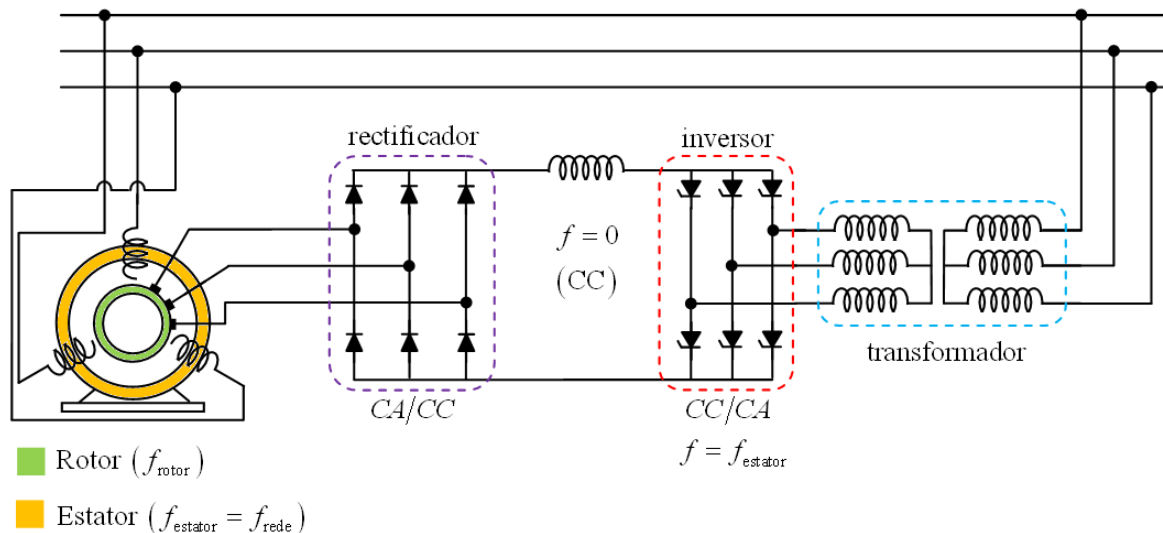 rectificador
inversor
f = 0
(CC)
transformador
CA/CC
CC/CA
f = f_estator
Rotor (f_rotor)
Estator (f_estator = f_rede)